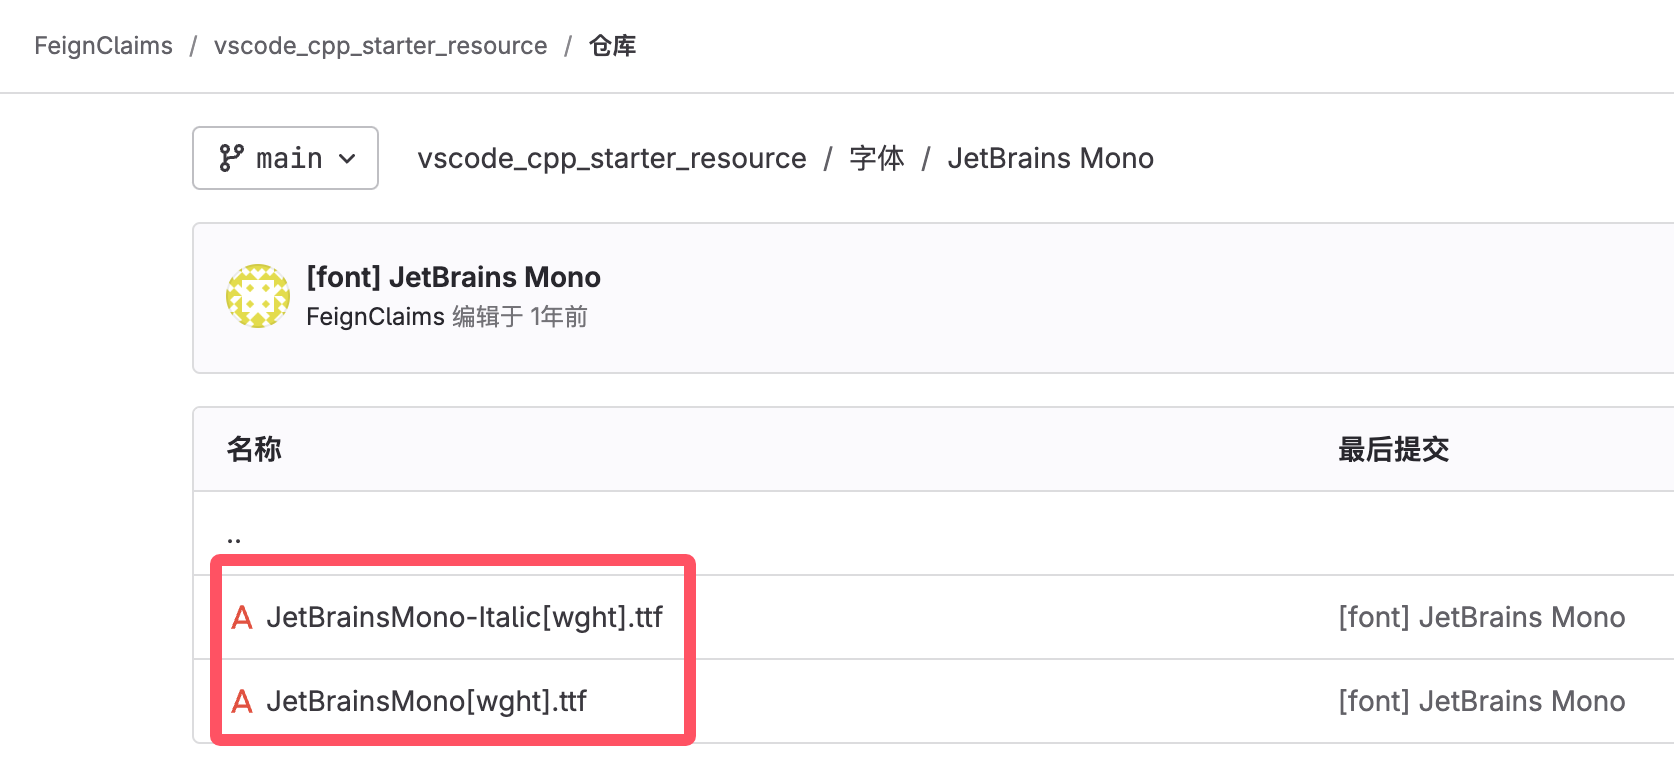 FeignClaims / vscode_cpp_starter_resource / 仓库
main vscode_cpp_starter_resource / 字体 / JetBrains Mono
[font] JetBrains Mono
FeignClaims 编辑于 1年前
名称 最后提交
..
JetBrainsMono-Italic[wght].ttf [font] JetBrains Mono
JetBrainsMono[wght].ttf [font] JetBrains Mono